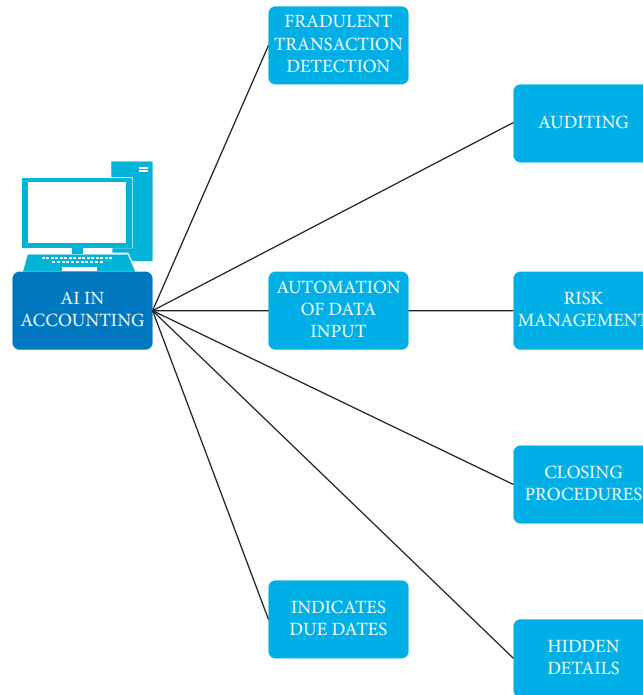 FRADULENT
TRANSACTION
DETECTION
AUDITING
AI IN
ACCOUNTING
AUTOMATION
OF DATA
INPUT
RISK
MANAGEMENT
CLOSING
PROCEDURES
INDICATES
DUE DATES
HIDDEN
DETAILS